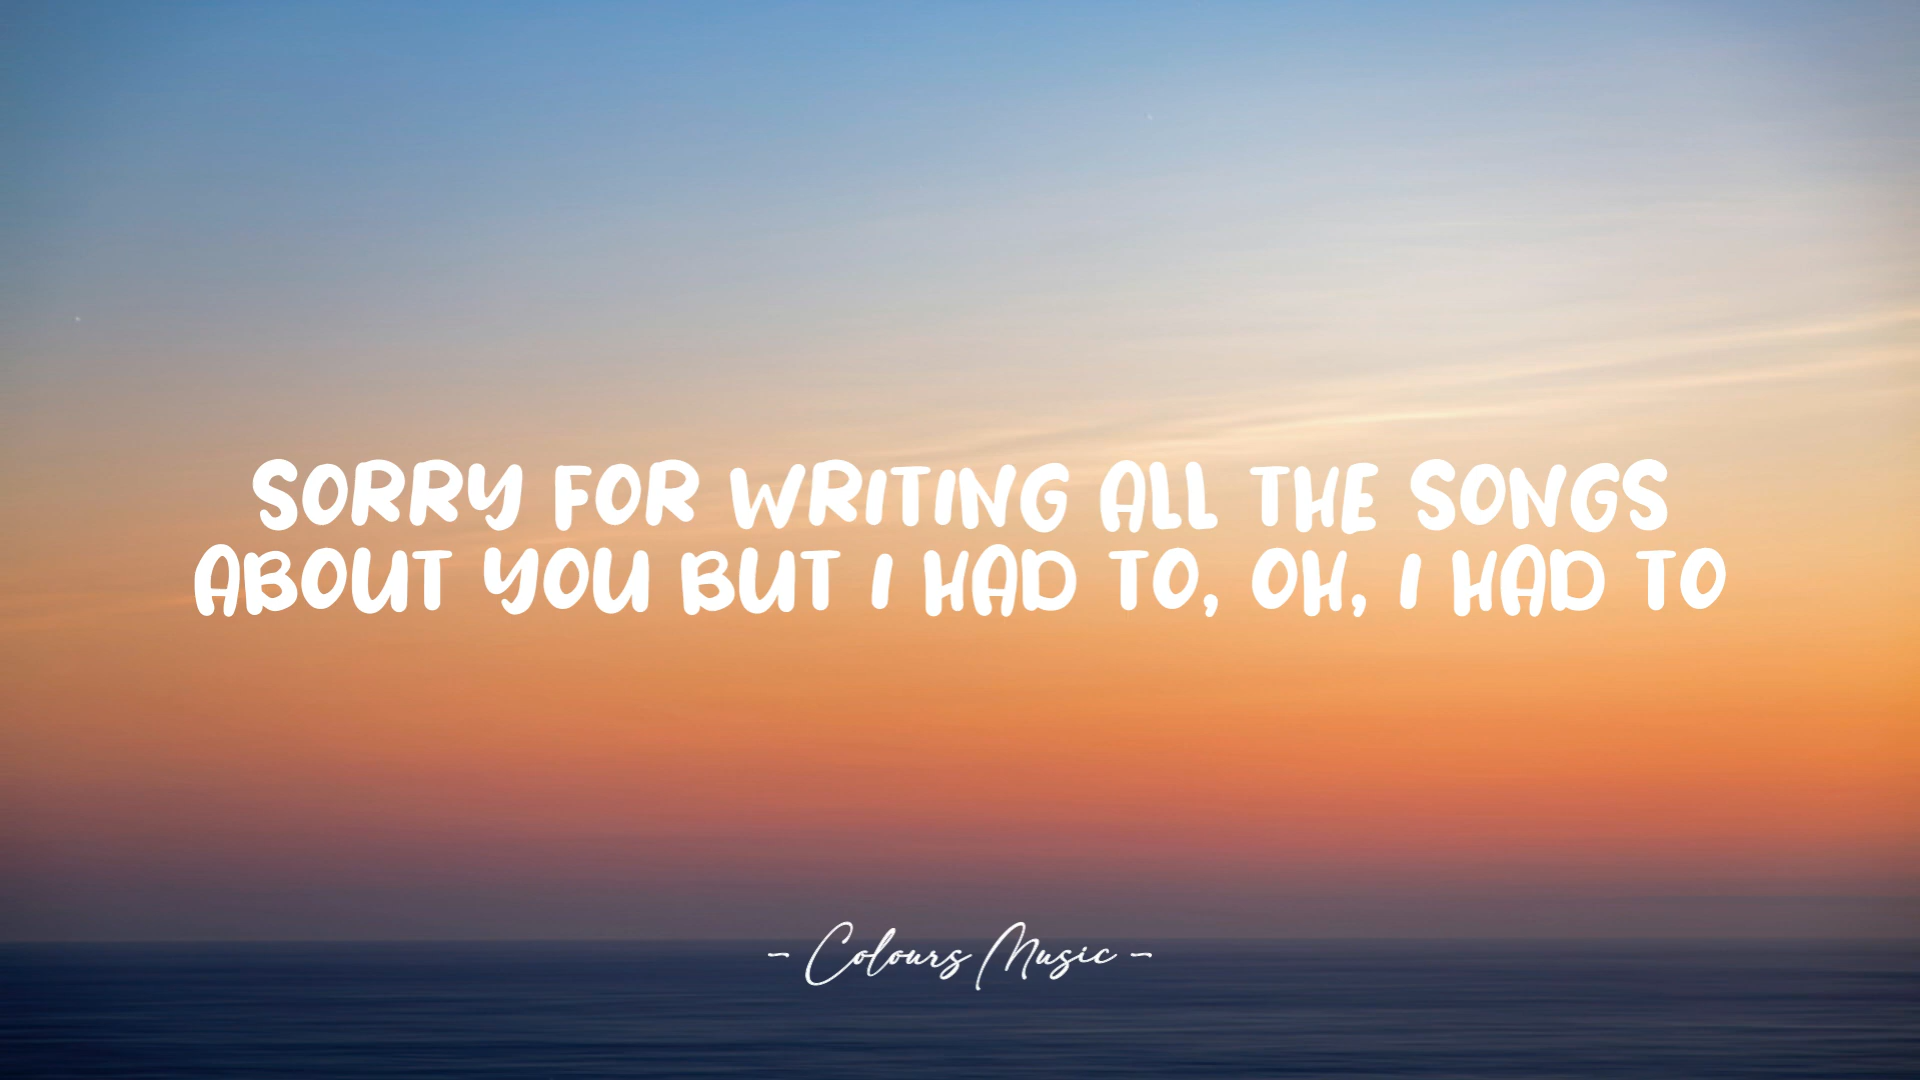 SORRY FOR WRITING ALL THE SONGS
ABOUT YOU BUT I HAD TO, OH, I HAD TO
- Colours Music -